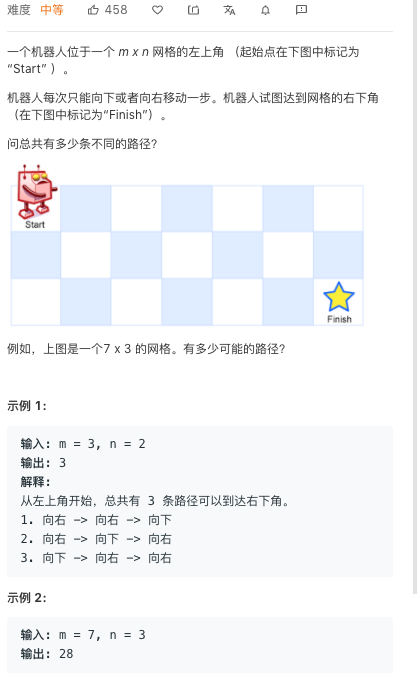 难度 中等 458
一个机器人位于一个 m x n 网格的左上角 （起始点在下图中标记为
“Start” ）。
机器人每次只能向下或者向右移动一步。机器人试图达到网格的右下角
（在下图中标记为“Finish”）。
问总共有多少条不同的路径？
Start
Finish
例如，上图是一个7 x 3 的网格。有多少可能的路径？
示例 1:
输入: m = 3, n = 2
输出: 3
解释:
从左上角开始，总共有 3 条路径可以到达右下角。
1. 向右 -> 向右 -> 向下
2. 向右 -> 向下 -> 向右
3. 向下 -> 向右 -> 向右
示例 2:
输入: m = 7, n = 3
输出: 28